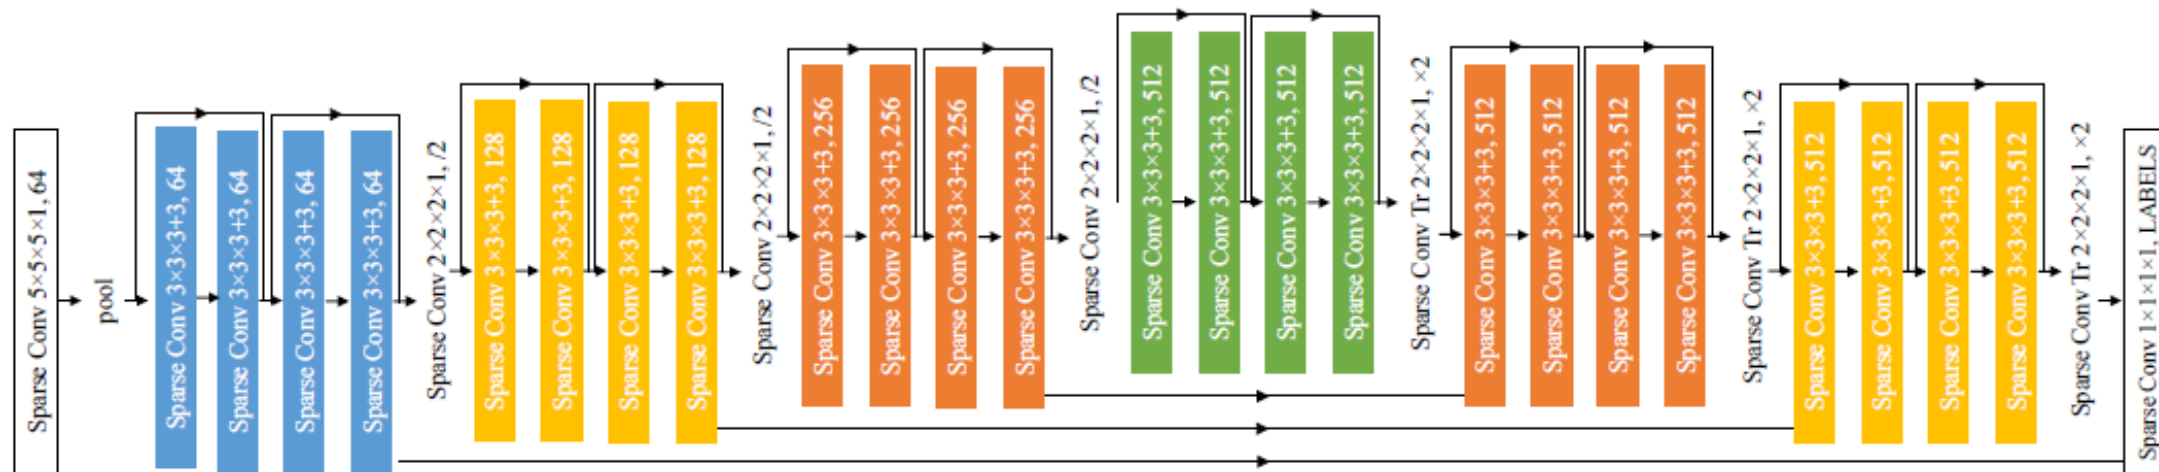 Sparse Conv 5×5×5×1, 64
pool
Sparse Conv 3×3×3+3, 64
Sparse Conv 3×3×3+3, 64
Sparse Conv 3×3×3+3, 64
Sparse Conv 3×3×3+3, 64
Sparse Conv 2×2×2×1, /2
Sparse Conv 3×3×3+3, 128
Sparse Conv 3×3×3+3, 128
Sparse Conv 3×3×3+3, 128
Sparse Conv 3×3×3+3, 128
Sparse Conv 2×2×2×1, /2
Sparse Conv 3×3×3+3, 256
Sparse Conv 3×3×3+3, 256
Sparse Conv 3×3×3+3, 256
Sparse Conv 3×3×3+3, 256
Sparse Conv 2×2×2×1, /2
Sparse Conv 3×3×3+3, 512
Sparse Conv 3×3×3+3, 512
Sparse Conv 3×3×3+3, 512
Sparse Conv 3×3×3+3, 512
Sparse Conv Tr 2×2×2×1, ×2
Sparse Conv 3×3×3+3, 512
Sparse Conv 3×3×3+3, 512
Sparse Conv 3×3×3+3, 512
Sparse Conv 3×3×3+3, 512
Sparse Conv Tr 2×2×2×1, ×2
Sparse Conv 3×3×3+3, 512
Sparse Conv 3×3×3+3, 512
Sparse Conv 3×3×3+3, 512
Sparse Conv 3×3×3+3, 512
Sparse Conv Tr 2×2×2×1, ×2
Sparse Conv 1×1×1×1, LABELS